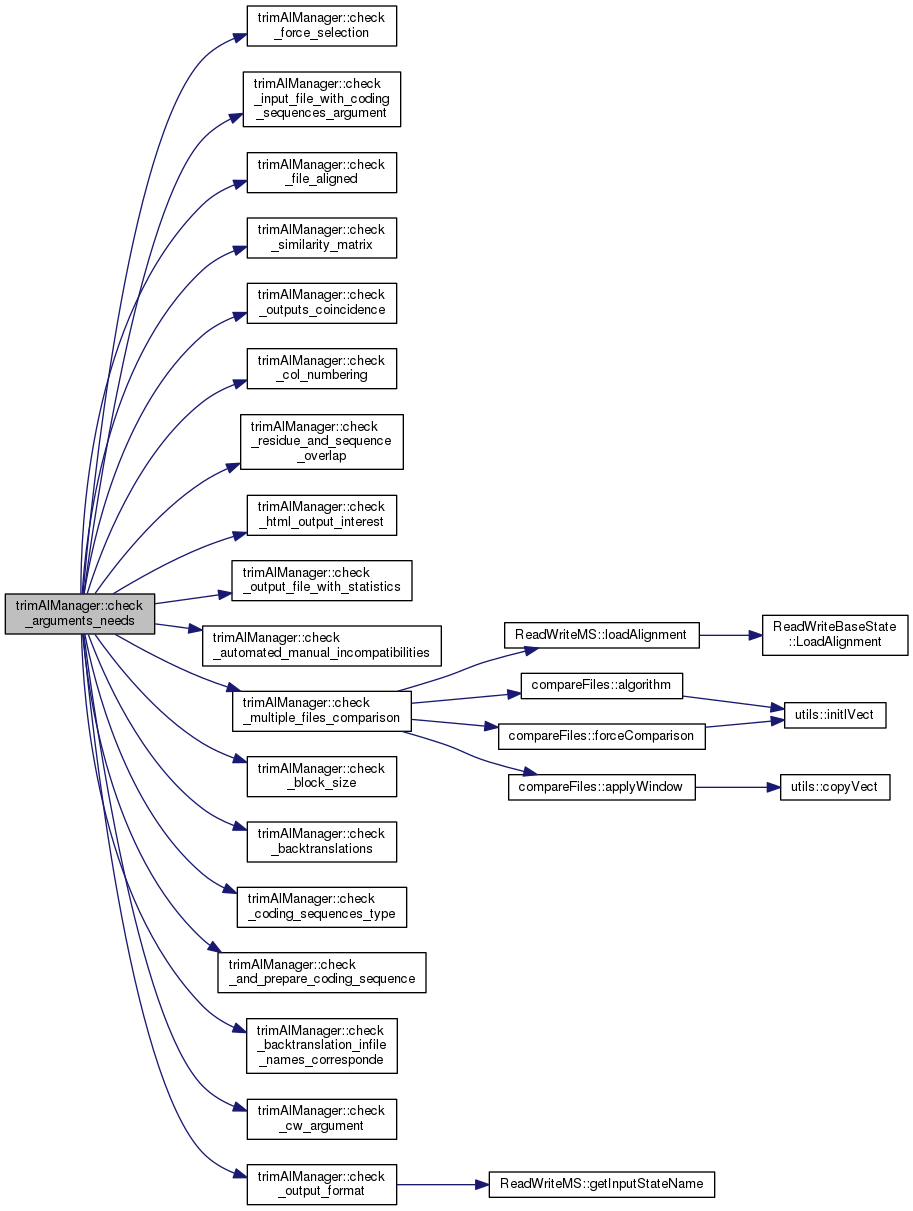 trimAlManager::check
_force_selection
trimAlManager::check
_input_file_with_coding
_sequences_argument
trimAlManager::check
_file_aligned
trimAlManager::check
_similarity_matrix
trimAlManager::check
_outputs_coincidence
trimAlManager::check
_col_numbering
trimAlManager::check
_residue_and_sequence
_overlap
trimAlManager::check
_html_output_interest
trimAlManager::check
_output_file_with_statistics
trimAlManager::check
_arguments_needs
trimAlManager::check
_automated_manual_incompatibilities
ReadWriteMS::loadAlignment
ReadWriteBaseState
::LoadAlignment
trimAlManager::check
_multiple_files_comparison
compareFiles::algorithm
utils::initlVect
compareFiles::forceComparison
compareFiles::applyWindow
utils::copyVect
trimAlManager::check
_block_size
trimAlManager::check
_backtranslations
trimAlManager::check
_coding_sequences_type
trimAlManager::check
_and_prepare_coding_sequence
trimAlManager::check
_backtranslation_infile
_names_corresponde
trimAlManager::check
_cw_argument
trimAlManager::check
_output_format
ReadWriteMS::getInputStateName